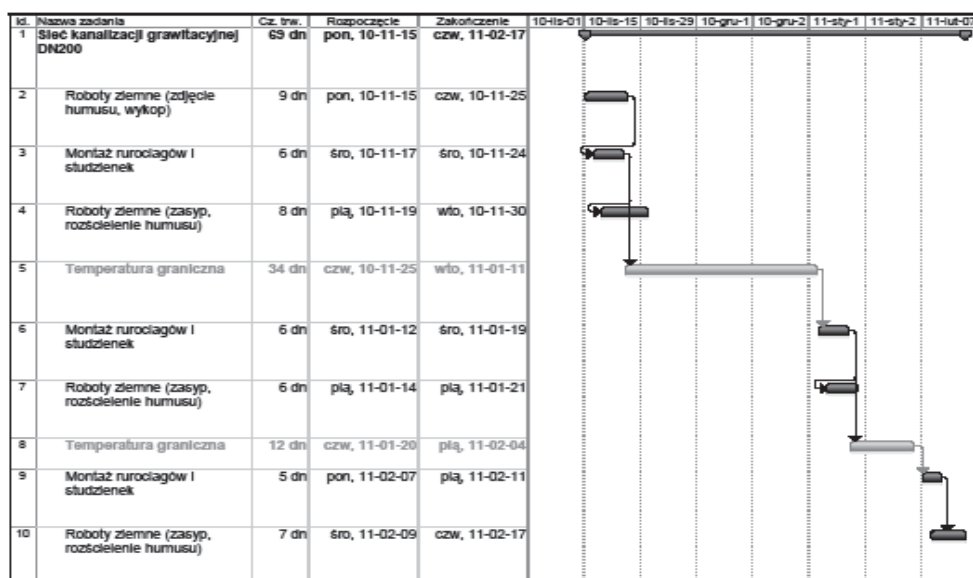 Id. Nazwa zadania Cz. trw. Rozpoczęcie Zakończenie 10-lis-01 10-lis-15 10-lis-29 10-gru-1 10-gru-2 11-sty-1 11-sty-2 11-lut-07
1 Sieć kanalizacji grawitacyjnej 69 dn pon, 10-11-15 czw, 11-02-17
DN200
2 Roboty ziemne (zdjęcie 9 dn pon, 10-11-15 czw, 10-11-25
humusu, wykop)
3 Montaż rurociagów i 6 dn śro, 10-11-17 śro, 10-11-24
studzienek
4 Roboty ziemne (zasyp, 8 dn pią, 10-11-19 wto, 10-11-30
rozścielenie humusu)
5 Temperatura graniczna 34 dn czw, 10-11-25 wto, 11-01-11
6 Montaż rurociagów i 6 dn śro, 11-01-12 śro, 11-01-19
studzienek
7 Roboty ziemne (zasyp, 6 dn pią, 11-01-14 pią, 11-01-21
rozścielenie humusu)
8 Temperatura graniczna 12 dn czw, 11-01-20 pią, 11-02-04
9 Montaż rurociagów i 5 dn pon, 11-02-07 pią, 11-02-11
studzienek
10 Roboty ziemne (zasyp, 7 dn śro, 11-02-09 czw, 11-02-17
rozścielenie humusu)